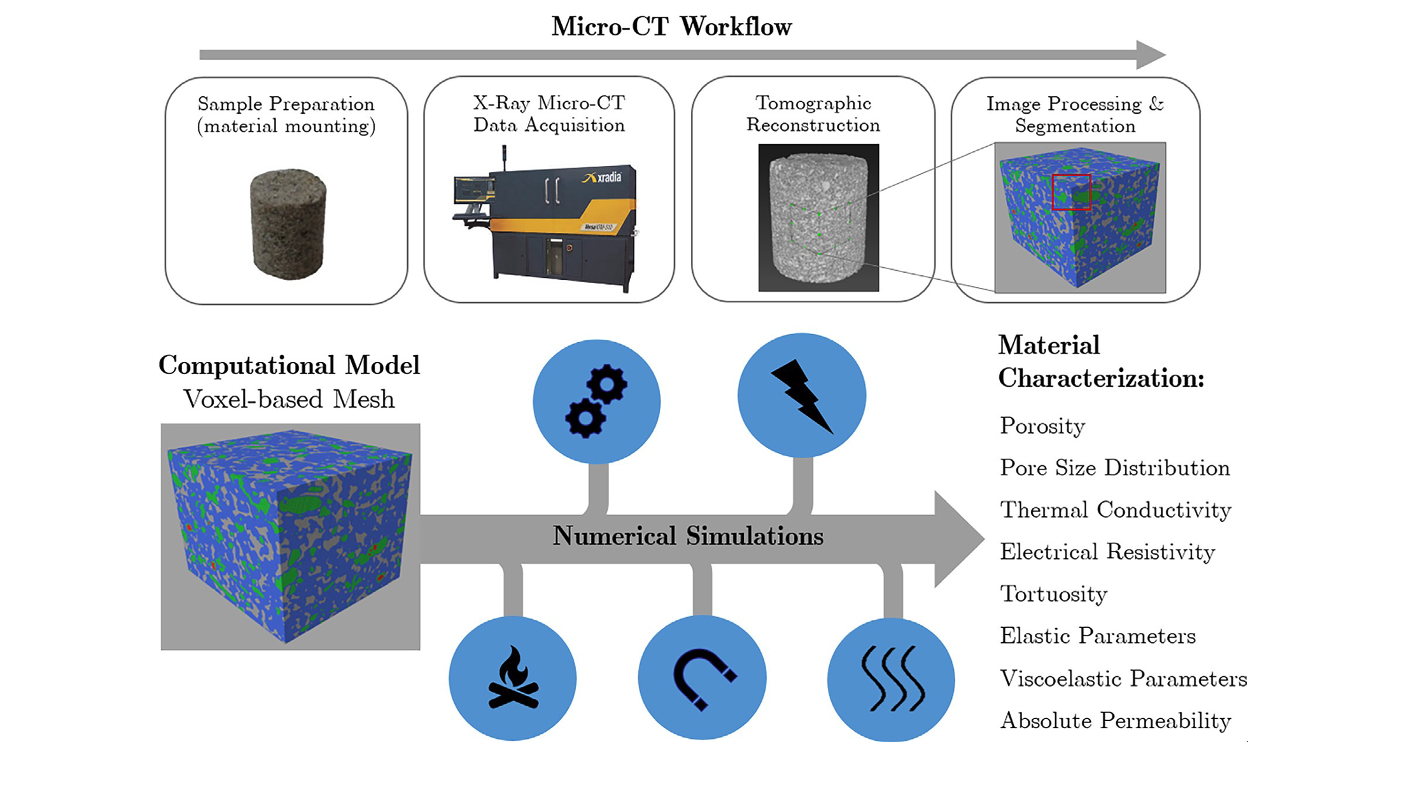 Micro-CT Workflow
Sample Preparation
(material mounting)
X-Ray Micro-CT
Data Acquisition
xradia
Tomographic
Reconstruction
Image Processing &
Segmentation
Computational Model
Voxel-based Mesh
Numerical Simulations
Material
Characterization:
Porosity
Pore Size Distribution
Thermal Conductivity
Electrical Resistivity
Tortuosity
Elastic Parameters
Viscoelastic Parameters
Absolute Permeability